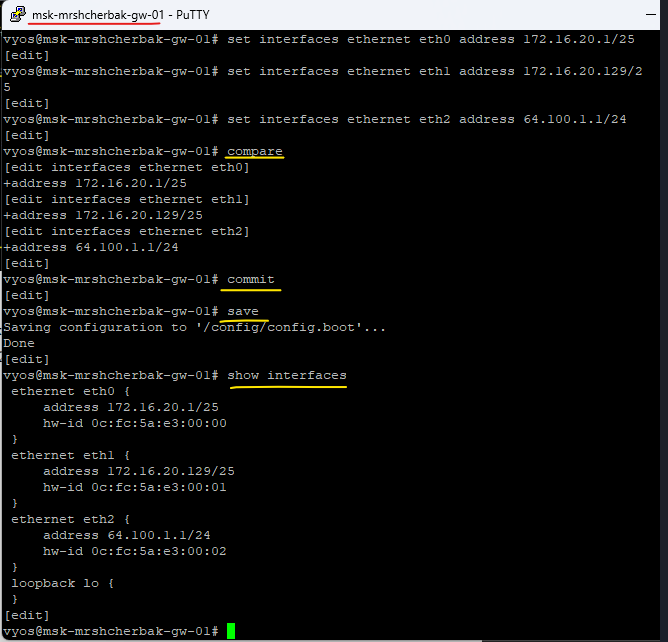 msk-mrshcherbak-gw-01 - PuTTY
vyos@msk-mrshcherbak-gw-01# set interfaces ethernet eth0 address 172.16.20.1/25
[edit]
vyos@msk-mrshcherbak-gw-01# set interfaces ethernet eth1 address 172.16.20.129/2
5
[edit]
vyos@msk-mrshcherbak-gw-01# set interfaces ethernet eth2 address 64.100.1.1/24
[edit]
vyos@msk-mrshcherbak-gw-01# compare
[edit interfaces ethernet eth0]
+address 172.16.20.1/25
[edit interfaces ethernet eth1]
+address 172.16.20.129/25
[edit interfaces ethernet eth2]
+address 64.100.1.1/24
[edit]
vyos@msk-mrshcherbak-gw-01# commit
[edit]
vyos@msk-mrshcherbak-gw-01# save
Saving configuration to '/config/config.boot'...
Done
[edit]
vyos@msk-mrshcherbak-gw-01# show interfaces
 ethernet eth0 {
     address 172.16.20.1/25
     hw-id 0c:fc:5a:e3:00:00
 }
 ethernet eth1 {
     address 172.16.20.129/25
     hw-id 0c:fc:5a:e3:00:01
 }
 ethernet eth2 {
     address 64.100.1.1/24
     hw-id 0c:fc:5a:e3:00:02
 }
 loopback lo {
 }
[edit]
vyos@msk-mrshcherbak-gw-01#